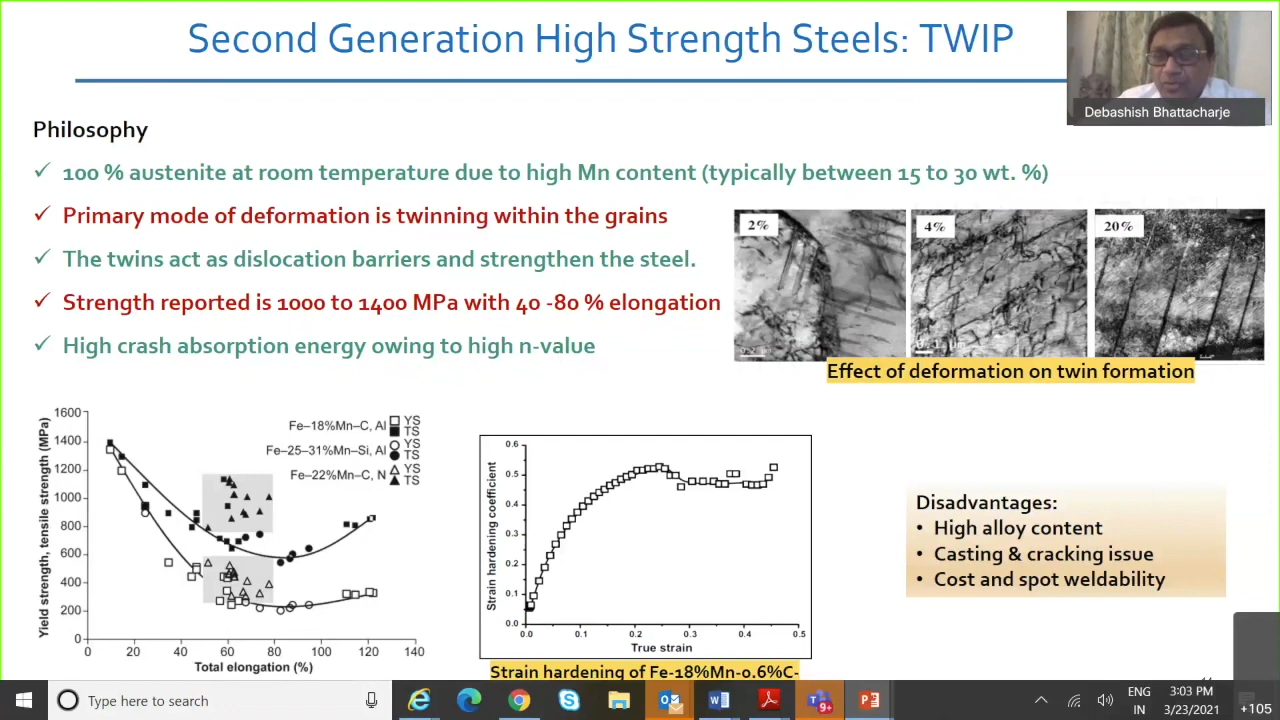 Second Generation High Strength Steels: TWIP
Debashish Bhattacharje
Philosophy
✓ 100 % austenite at room temperature due to high Mn content (typically between 15 to 30 wt. %)
✓ Primary mode of deformation is twinning within the grains
✓ The twins act as dislocation barriers and strengthen the steel.
✓ Strength reported is 1000 to 1400 MPa with 40 -80 % elongation
✓ High crash absorption energy owing to high n-value
2%
4%
20%
Effect of deformation on twin formation
Yield strength, tensile strength (MPa)
1600
1400
1200
1000
800
600
400
200
0
0 20 40 60 80 100 120 140
Total elongation (%)
Fe–18%Mn–C, Al YS
TS
Fe–25–31%Mn–Si, Al YS
TS
Fe–22%Mn–C, N YS
TS
Strain hardening coefficient
0.6
0.5
0.4
0.3
0.2
0.1
0.0
0.0 0.1 0.2 0.3 0.4 0.5
True strain
Strain hardening of Fe-18%Mn-0.6%C-
Disadvantages:
• High alloy content
• Casting & cracking issue
• Cost and spot weldability
Type here to search
9+
ENG
IN
3:03 PM
3/23/2021
+105